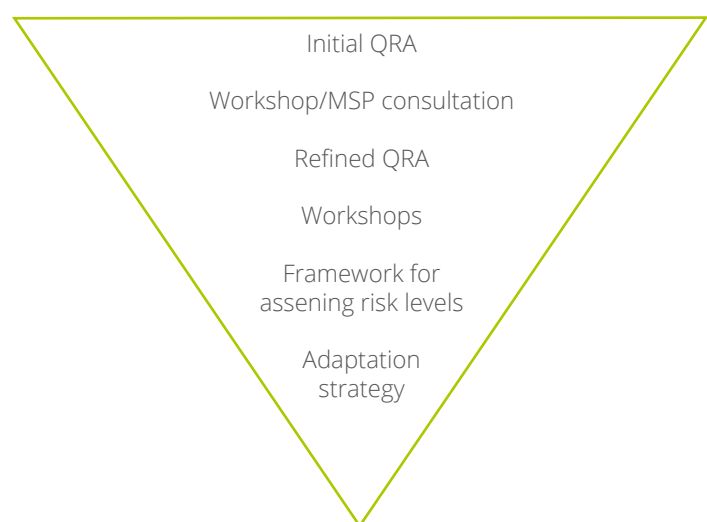 Initial QRA
Workshop/MSP consultation
Refined QRA
Workshops
Framework for
assening risk levels
Adaptation
strategy